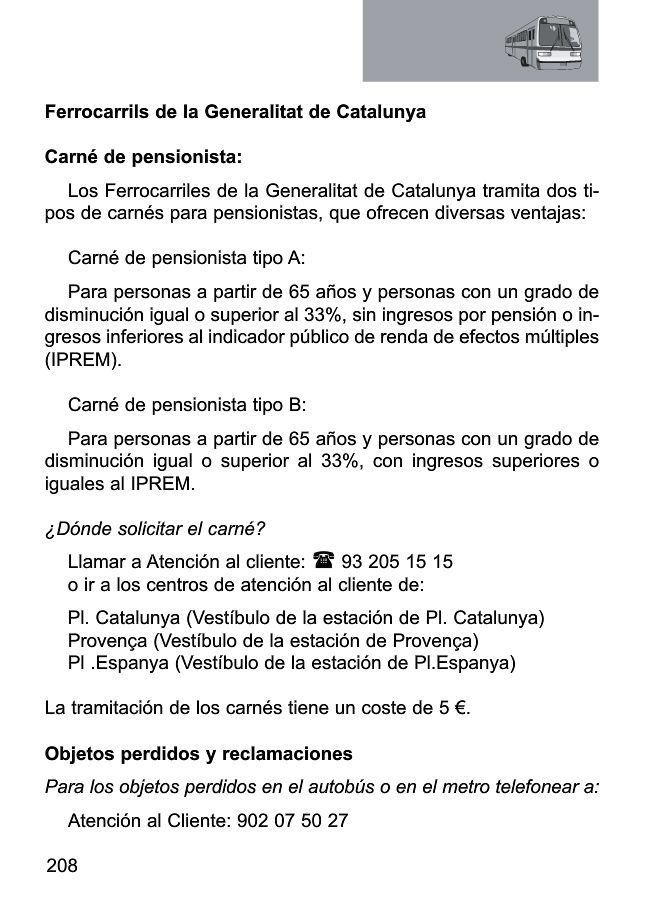 Ferrocarrils de la Generalitat de Catalunya
Carné de pensionista:
Los Ferrocarriles de la Generalitat de Catalunya tramita dos ti-
pos de carnés para pensionistas, que ofrecen diversas ventajas:
Carné de pensionista tipo A:
Para personas a partir de 65 años y personas con un grado de
disminución igual o superior al 33%, sin ingresos por pensión o in-
gresos inferiores al indicador público de renda de efectos múltiples
(IPREM).
Carné de pensionista tipo B:
Para personas a partir de 65 años y personas con un grado de
disminución igual o superior al 33%, con ingresos superiores o
iguales al IPREM.
¿Dónde solicitar el carné?
Llamar a Atención al cliente: ☎ 93 205 15 15
o ir a los centros de atención al cliente de:
Pl. Catalunya (Vestíbulo de la estación de Pl. Catalunya)
Provença (Vestíbulo de la estación de Provença)
Pl .Espanya (Vestíbulo de la estación de Pl.Espanya)
La tramitación de los carnés tiene un coste de 5 €.
Objetos perdidos y reclamaciones
Para los objetos perdidos en el autobús o en el metro telefonear a:
Atención al Cliente: 902 07 50 27
208